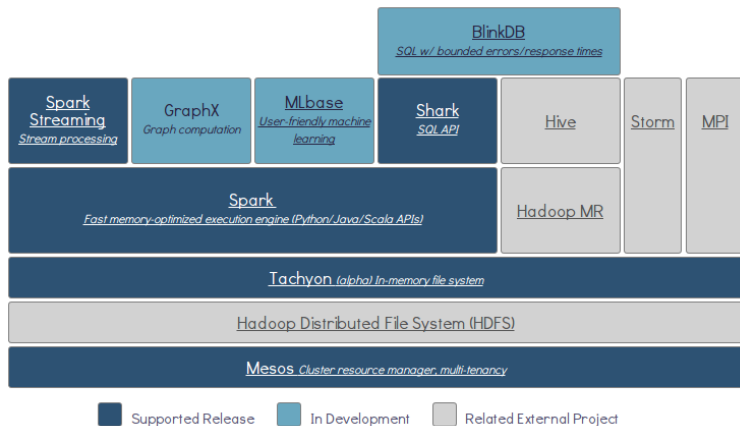 BlinkDB
SQL w/ bounded errors/response times
Spark
Streaming
Stream processing
GraphX
Graph computation
MLbase
User-friendly machine
learning
Shark
SQL API
Hive
Storm
MPI
Spark
Fast memory-optimized execution engine (Python/Java/Scala APIs)
Hadoop MR
Tachyon (alpha) In-memory file system
Hadoop Distributed File System (HDFS)
Mesos Cluster resource manager, multi-tenancy
Supported Release
In Development
Related External Project